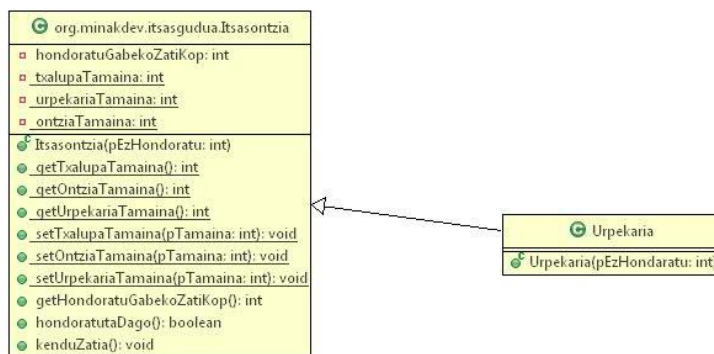 org.minakdev.itsasgudua.Itsasontzia
hondoratuGabekoZatiKop: int
txalupaTamaina: int
urpekariaTamaina: int
ontziaTamaina: int
Itsasontzia(pEzHondoratu: int)
getTxalupaTamaina(): int
getOntziaTamaina(): int
getUrpekariaTamaina(): int
setTxalupaTamaina(pTamaina: int): void
setOntziaTamaina(pTamaina: int): void
setUrpekariaTamaina(pTamaina: int): void
getHondoratuGabekoZatiKop(): int
hondoratutaDago(): boolean
kenduZatia(): void
Urpekaria
Urpekaria(pEzHondaratu: int)